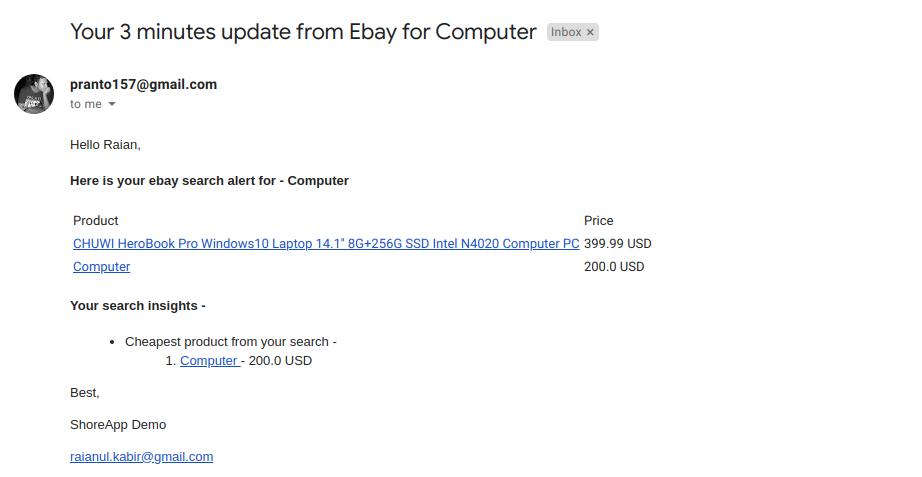 Your 3 minutes update from Ebay for Computer Inbox ×
pranto157@gmail.com
to me
Hello Raian,
Here is your ebay search alert for - Computer
Product Price
CHUWI HeroBook Pro Windows10 Laptop 14.1" 8G+256G SSD Intel N4020 Computer PC 399.99 USD
Computer 200.0 USD
Your search insights -
• Cheapest product from your search -
1. Computer - 200.0 USD
Best,
ShoreApp Demo
raianul.kabir@gmail.com